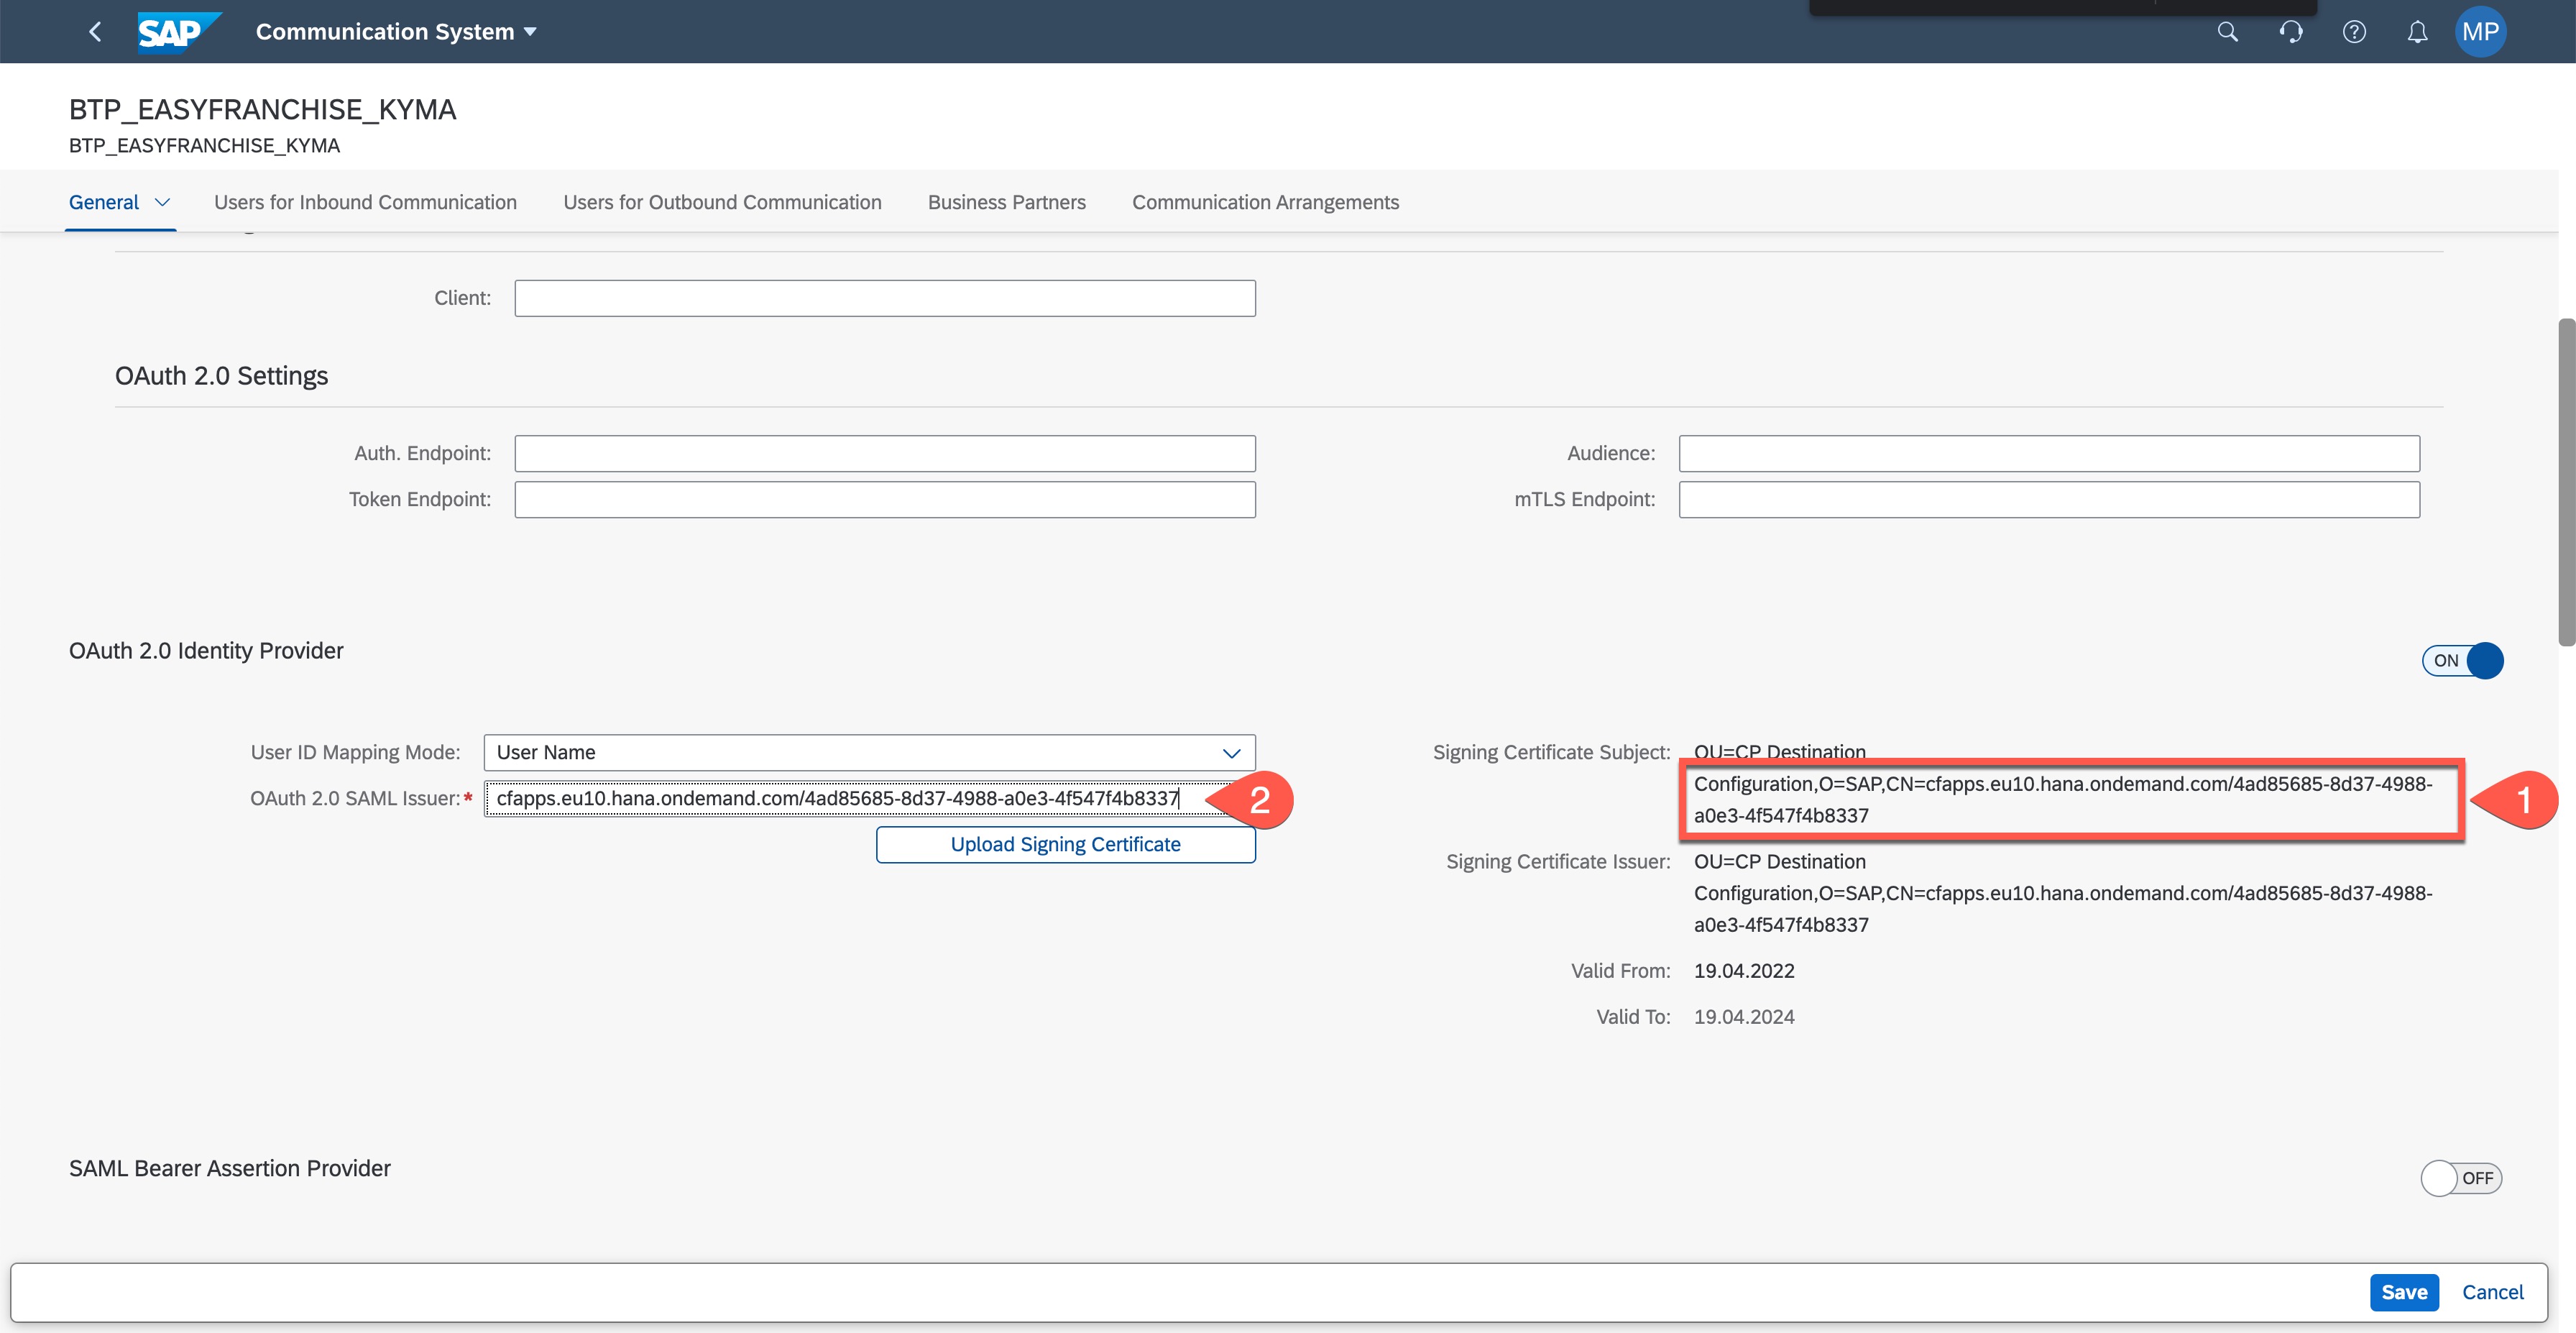 SAP
Communication System
MP
BTP_EASYFRANCHISE_KYMA
BTP_EASYFRANCHISE_KYMA
General
Users for Inbound Communication
Users for Outbound Communication
Business Partners
Communication Arrangements
Client:
OAuth 2.0 Settings
Auth. Endpoint:
Audience:
Token Endpoint:
mTLS Endpoint:
OAuth 2.0 Identity Provider
ON
User ID Mapping Mode:
User Name
OAuth 2.0 SAML Issuer:*
cfapps.eu10.hana.ondemand.com/4ad85685-8d37-4988-a0e3-4f547f4b8337
2
Upload Signing Certificate
Signing Certificate Subject:
OU=CP Destination
Configuration,O=SAP,CN=cfapps.eu10.hana.ondemand.com/4ad85685-8d37-4988-
a0e3-4f547f4b8337
1
Signing Certificate Issuer:
OU=CP Destination
Configuration,O=SAP,CN=cfapps.eu10.hana.ondemand.com/4ad85685-8d37-4988-
a0e3-4f547f4b8337
Valid From:
19.04.2022
Valid To:
19.04.2024
SAML Bearer Assertion Provider
OFF
Save
Cancel